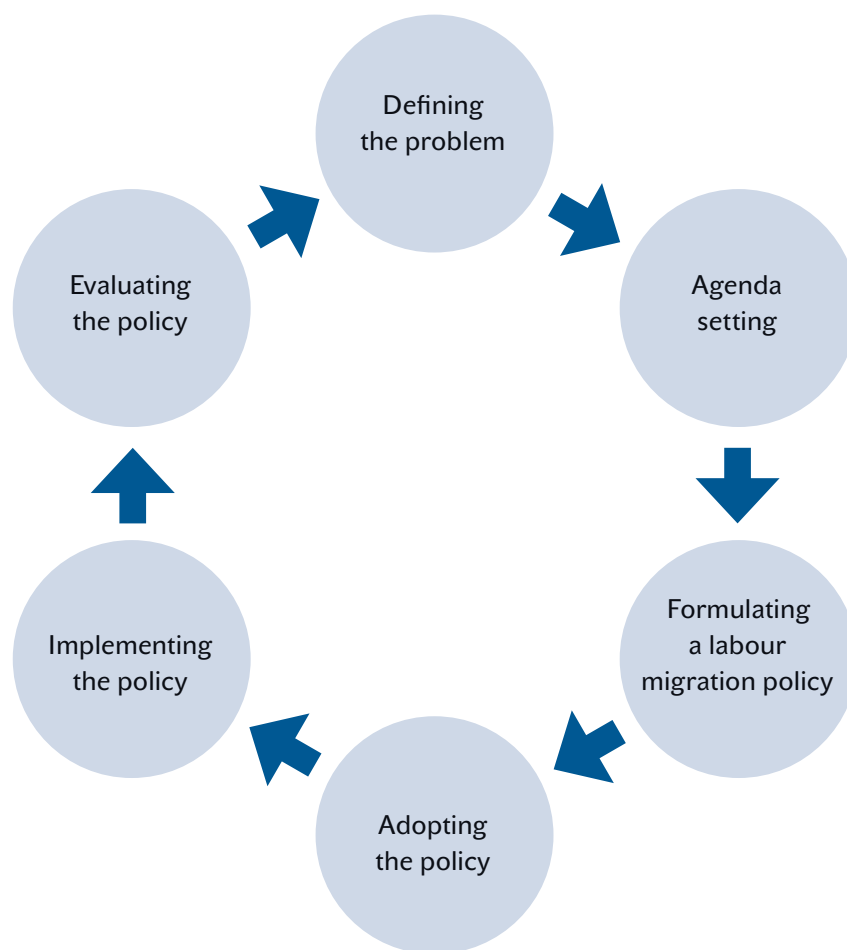 Defining
the problem
Agenda
setting
Formulating
a labour
migration policy
Adopting
the policy
Implementing
the policy
Evaluating
the policy